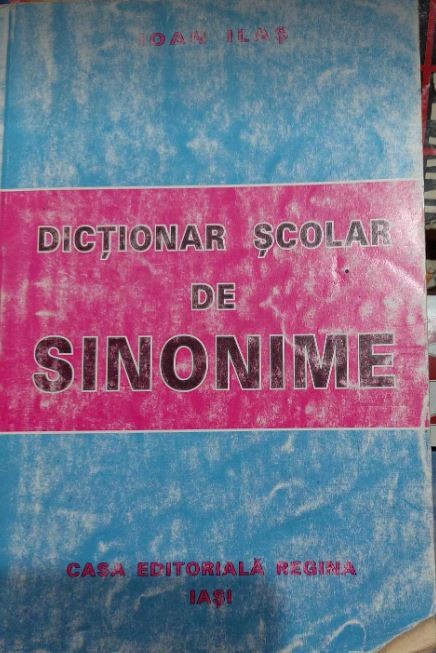 IOAN ILAȘ
DICȚIONAR ȘCOLAR
DE
SINONIME
CASA EDITORIALĂ REGINA
IAȘI